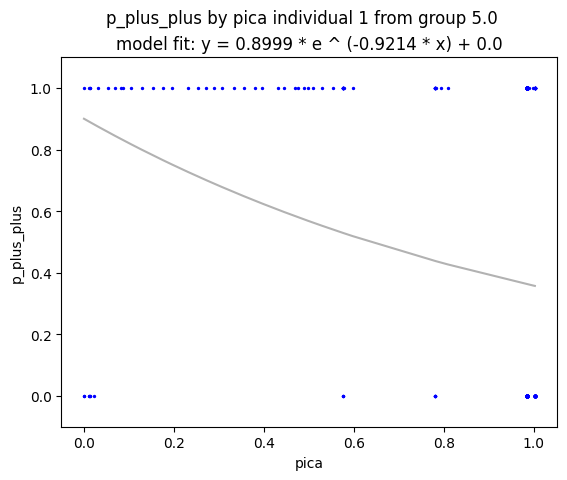 p_plus_plus by pica individual 1 from group 5.0
model fit: y = 0.8999 * e ^ (-0.9214 * x) + 0.0
1.0
0.8
0.6
0.4
0.2
0.0
p_plus_plus
0.0 0.2 0.4 0.6 0.8 1.0
pica